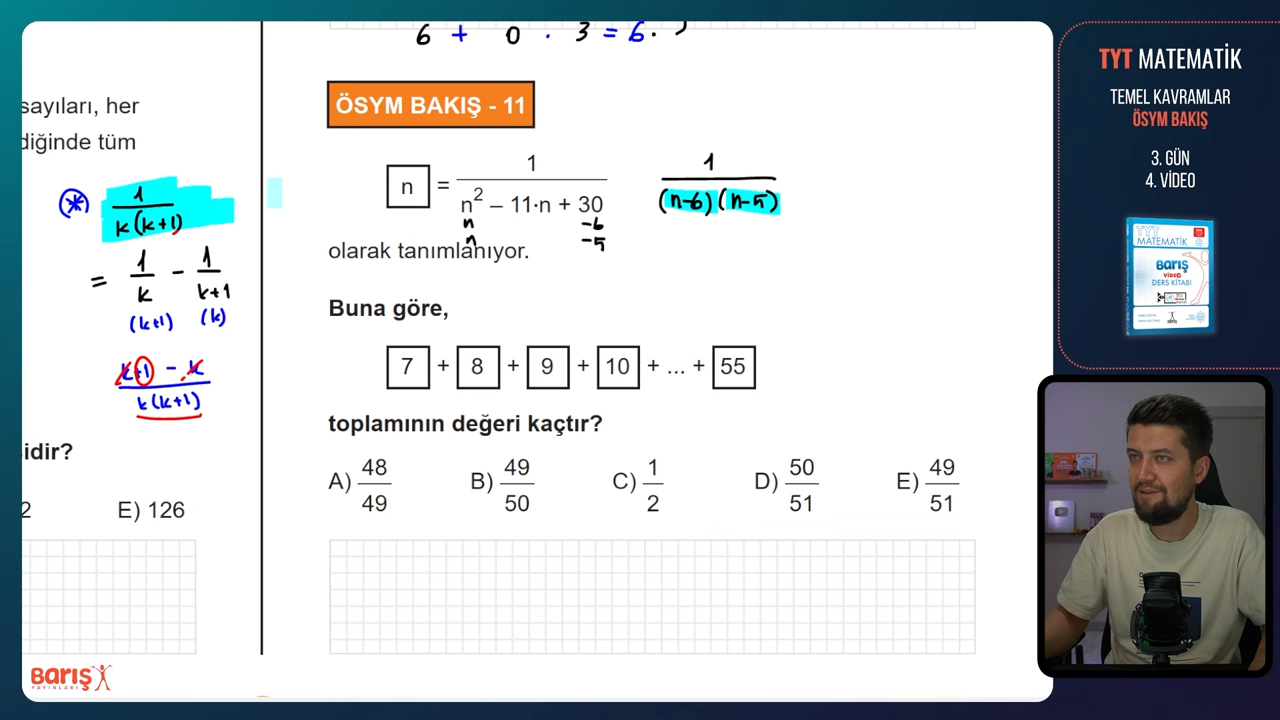 6 + 0 · 3 = 6 ·
sayıları, her
diğinde tüm
(*) 1/(k(k+1))
= 1/k − 1/(k+1)
(k+1) (k)
(k+1 − k)/(k(k+1))
idir?
2 E) 126
BARIŞ
YAYINLARI
ÖSYM BAKIŞ - 11
n = 1/(n² – 11·n + 30) 1/((n−6)(n−5))
n −6
n −5
olarak tanımlanıyor.
Buna göre,
7 + 8 + 9 + 10 + ... + 55
toplamının değeri kaçtır?
A) 48/49 B) 49/50 C) 1/2 D) 50/51 E) 49/51
TYT MATEMATİK
TEMEL KAVRAMLAR
ÖSYM BAKIŞ
3. GÜN
4. VİDEO
TYT
MATEMATİK
BARIŞ
VİDEO
DERS KİTABI